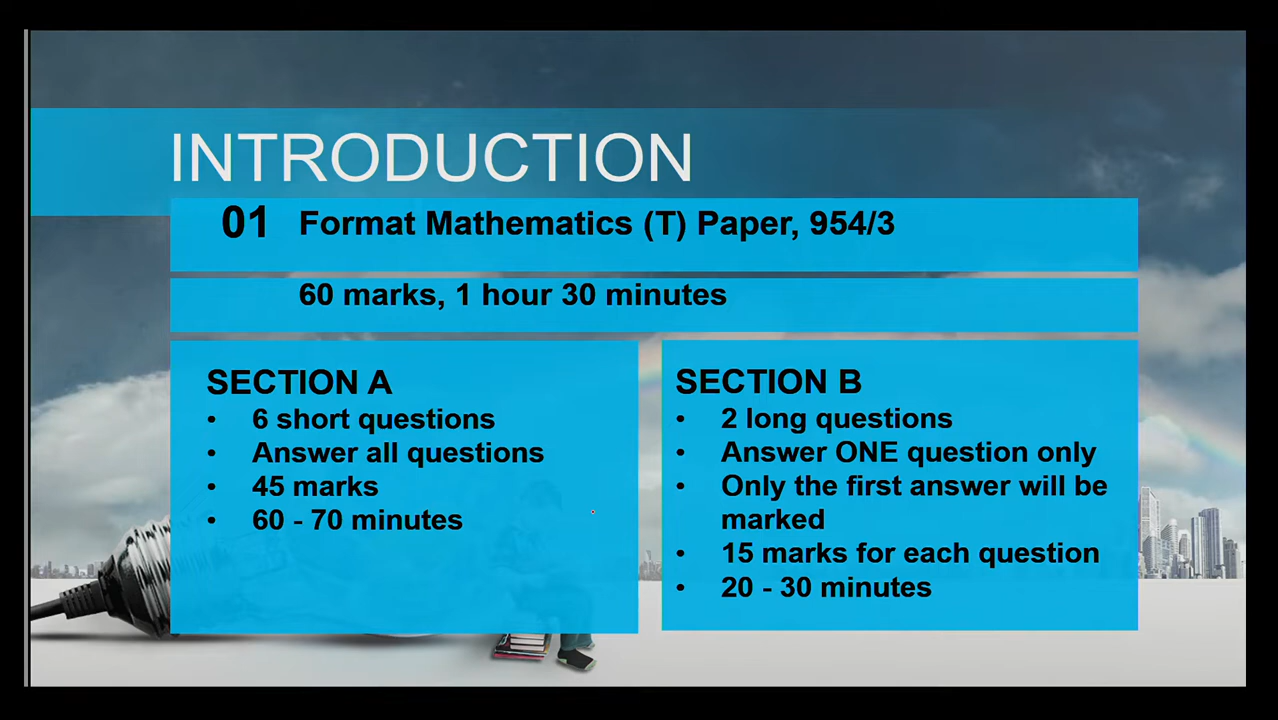 INTRODUCTION
01 Format Mathematics (T) Paper, 954/3
60 marks, 1 hour 30 minutes
SECTION A
• 6 short questions
• Answer all questions
• 45 marks
• 60 - 70 minutes
SECTION B
• 2 long questions
• Answer ONE question only
• Only the first answer will be
marked
• 15 marks for each question
• 20 - 30 minutes